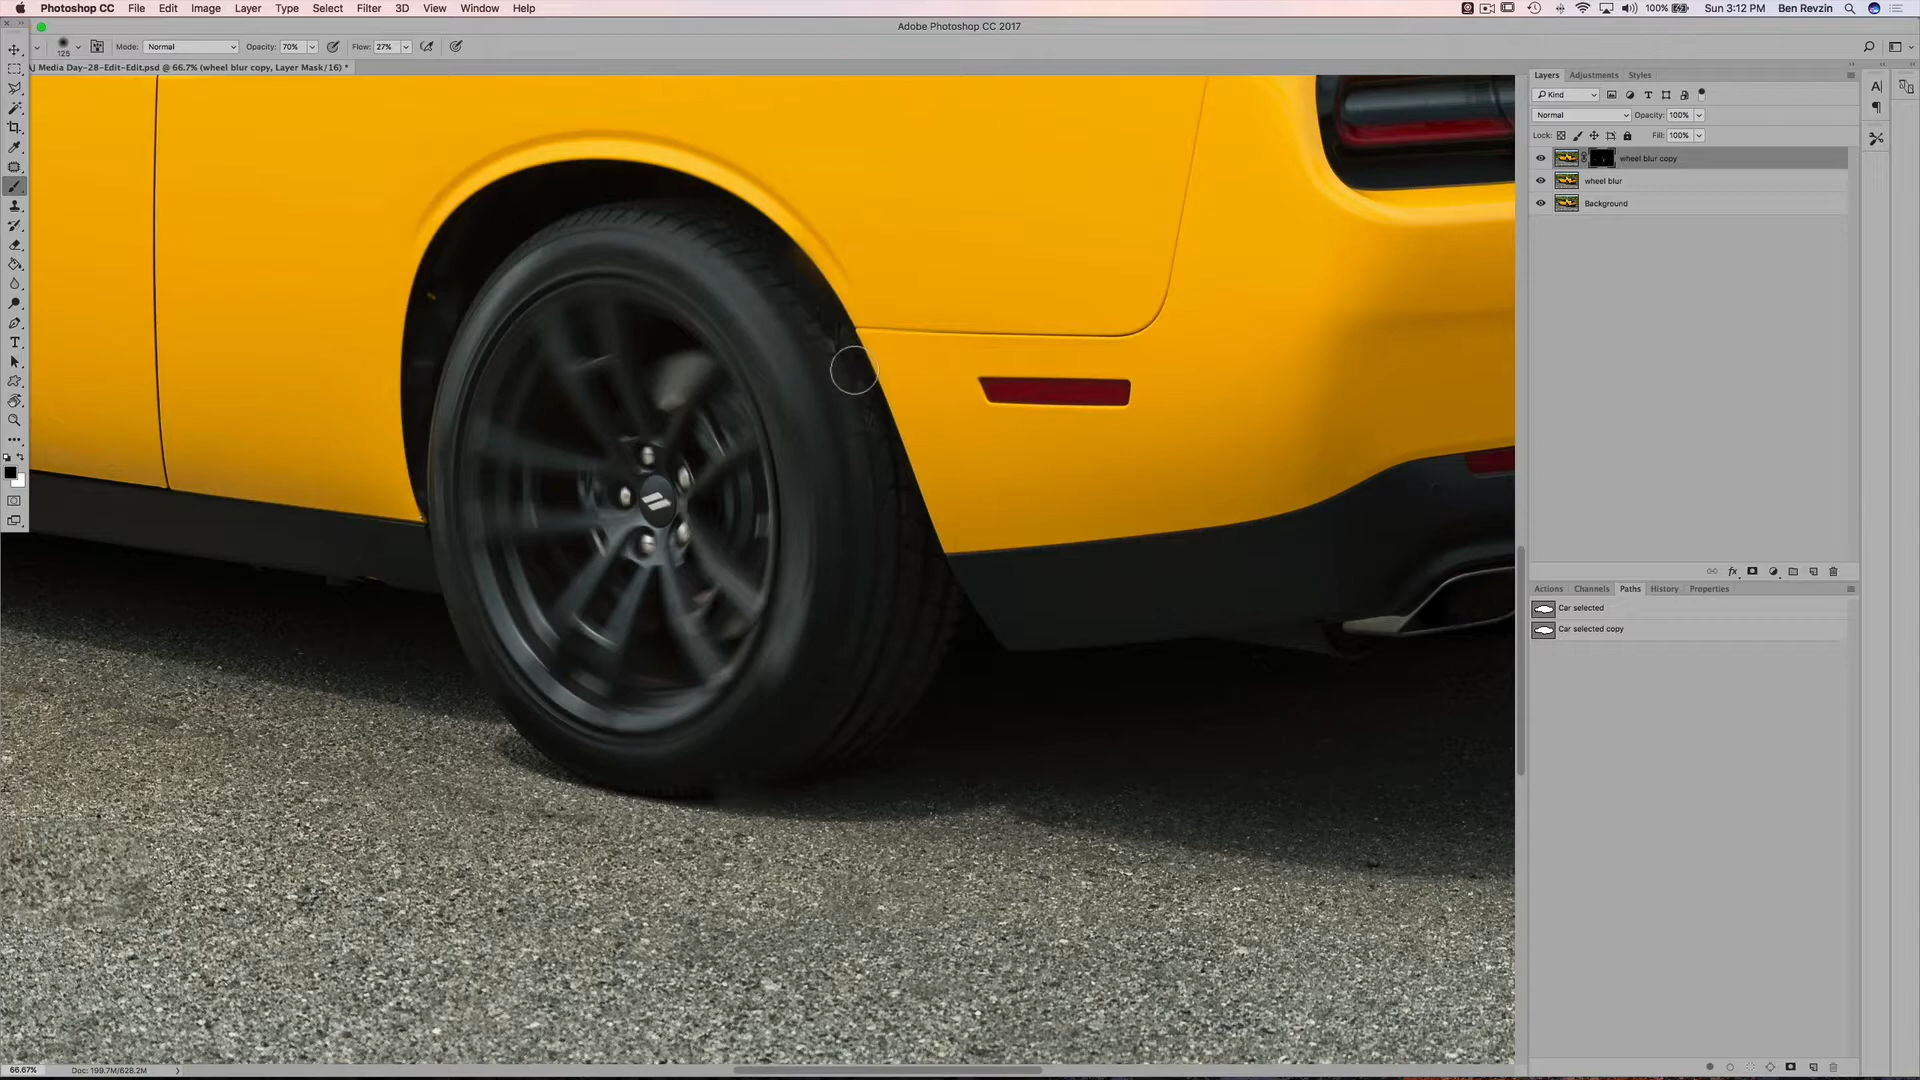 Photoshop CC File Edit Image Layer Type Select Filter 3D View Window Help 100% Sun 3:12 PM Ben Revzin
Adobe Photoshop CC 2017
125 Mode: Normal Opacity: 70% Flow: 27%
J Media Day-28-Edit-Edit.psd @ 66.7% (wheel blur copy, Layer Mask/16) *
Layers Adjustments Styles
Kind
Normal Opacity: 100%
Lock: Fill: 100%
wheel blur copy
wheel blur
Background
fx
Actions Channels Paths History Properties
Car selected
Car selected copy
66.67% Doc: 199.7M/628.2M